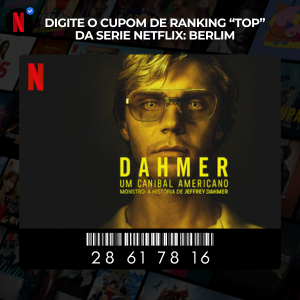 N
DIGITE O CUPOM DE RANKING “TOP”
DA SERIE NETFLIX: BERLIM
N
DAHMER
UM CANIBAL AMERICANO
MONSTRO: A HISTÓRIA DE JEFFREY DAHMER
28 61 78 16